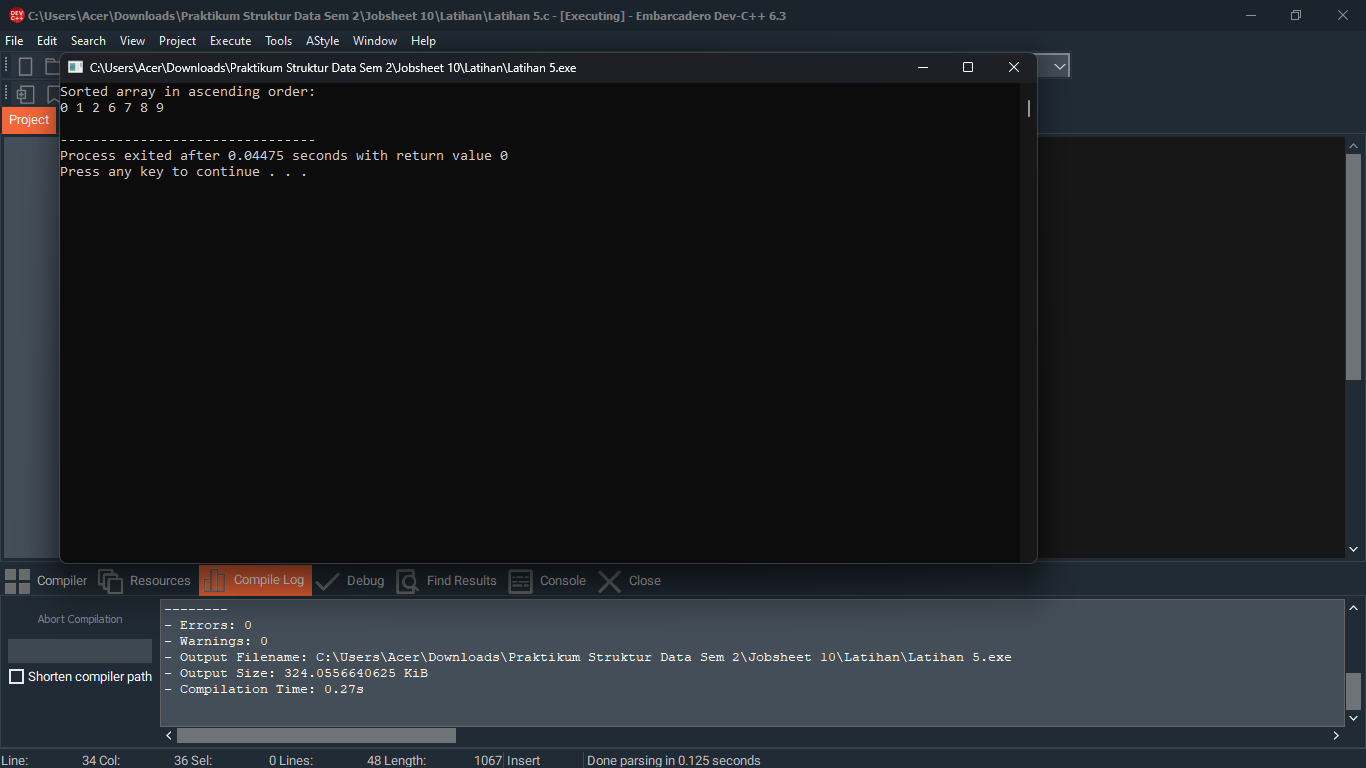 C:\Users\Acer\Downloads\Praktikum Struktur Data Sem 2\Jobsheet 10\Latihan\Latihan 5.c - [Executing] - Embarcadero Dev-C++ 6.3
File Edit Search View Project Execute Tools AStyle Window Help
C:\Users\Acer\Downloads\Praktikum Struktur Data Sem 2\Jobsheet 10\Latihan\Latihan 5.exe
Project
Sorted array in ascending order:
0 1 2 6 7 8 9
--------------------------------
Process exited after 0.04475 seconds with return value 0
Press any key to continue . . .
Compiler Resources Compile Log Debug Find Results Console Close
Abort Compilation
Shorten compiler path
--------
- Errors: 0
- Warnings: 0
- Output Filename: C:\Users\Acer\Downloads\Praktikum Struktur Data Sem 2\Jobsheet 10\Latihan\Latihan 5.exe
- Output Size: 324.0556640625 KiB
- Compilation Time: 0.27s
Line: 34 Col: 36 Sel: 0 Lines: 48 Length: 1067 Insert Done parsing in 0.125 seconds